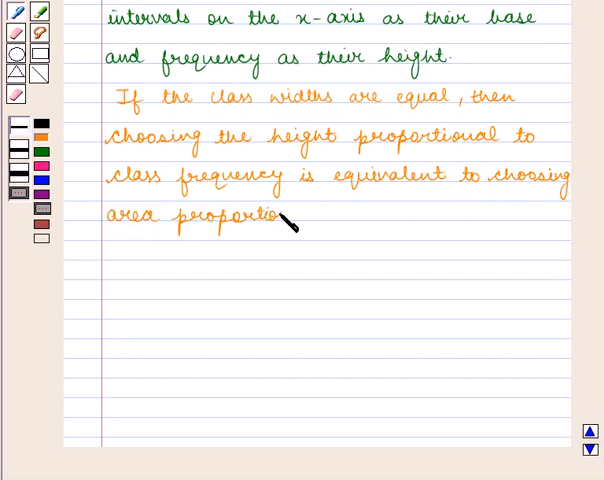 intervals on the x-axis as their base
and frequency as their height.
If the class widths are equal, then
choosing the height proportional to
class frequency is equivalent to choosing
area proportio